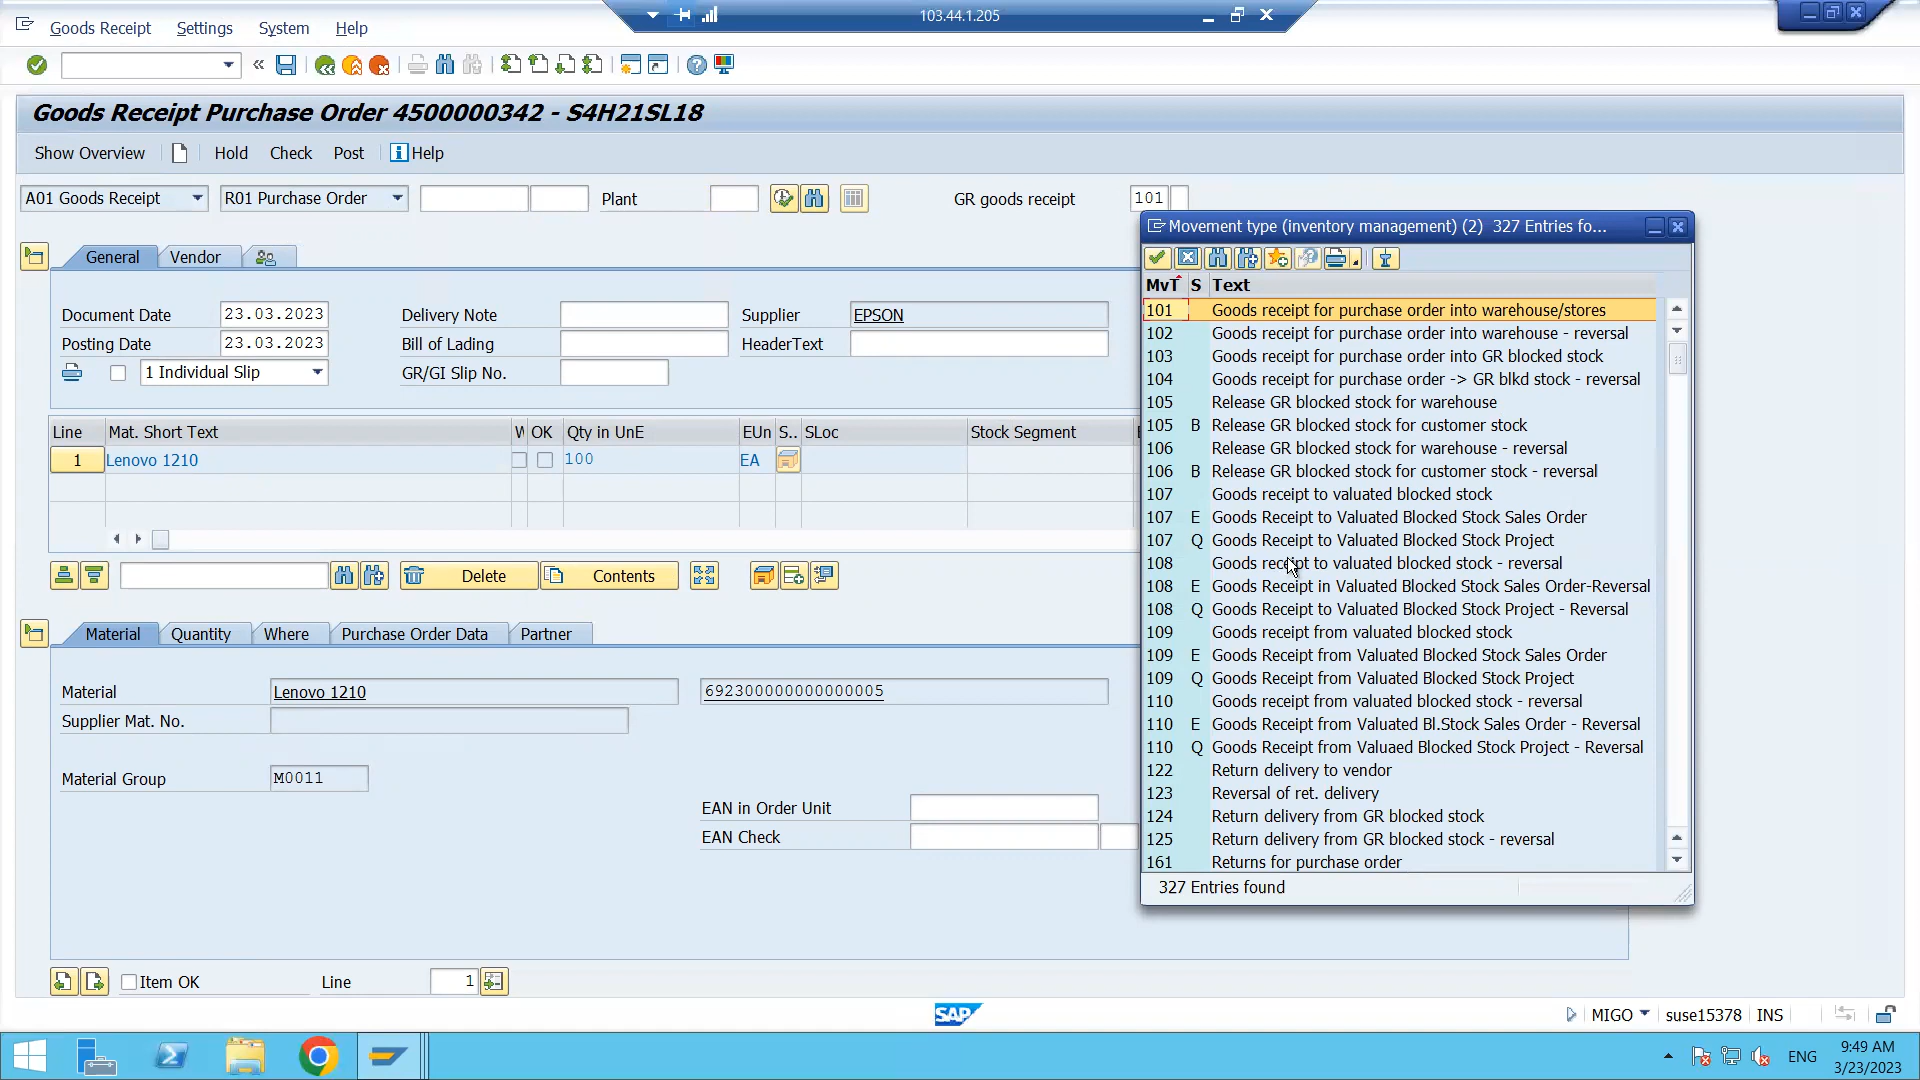 103.44.1.205
Goods Receipt Settings System Help
Goods Receipt Purchase Order 4500000342 - S4H21SL18
Show Overview Hold Check Post Help
A01 Goods Receipt R01 Purchase Order Plant GR goods receipt 101
General Vendor
Document Date 23.03.2023 Delivery Note Supplier EPSON
Posting Date 23.03.2023 Bill of Lading HeaderText
1 Individual Slip GR/GI Slip No.
Line Mat. Short Text OK Qty in UnE EUn S.. SLoc Stock Segment
1 Lenovo 1210 100 EA
Delete Contents
Material Quantity Where Purchase Order Data Partner
Material Lenovo 1210 692300000000000005
Supplier Mat. No.
Material Group M0011
EAN in Order Unit
EAN Check
Item OK Line 1
Movement type (inventory management) (2) 327 Entries fo...
MvT S Text
101 Goods receipt for purchase order into warehouse/stores
102 Goods receipt for purchase order into warehouse - reversal
103 Goods receipt for purchase order into GR blocked stock
104 Goods receipt for purchase order -> GR blkd stock - reversal
105 Release GR blocked stock for warehouse
105 B Release GR blocked stock for customer stock
106 Release GR blocked stock for warehouse - reversal
106 B Release GR blocked stock for customer stock - reversal
107 Goods receipt to valuated blocked stock
107 E Goods Receipt to Valuated Blocked Stock Sales Order
107 Q Goods Receipt to Valuated Blocked Stock Project
108 Goods receipt to valuated blocked stock - reversal
108 E Goods Receipt in Valuated Blocked Stock Sales Order-Reversal
108 Q Goods Receipt to Valuated Blocked Stock Project - Reversal
109 Goods receipt from valuated blocked stock
109 E Goods Receipt from Valuated Blocked Stock Sales Order
109 Q Goods Receipt from Valuated Blocked Stock Project
110 Goods receipt from valuated blocked stock - reversal
110 E Goods Receipt from Valuated Bl.Stock Sales Order - Reversal
110 Q Goods Receipt from Valuaed Blocked Stock Project - Reversal
122 Return delivery to vendor
123 Reversal of ret. delivery
124 Return delivery from GR blocked stock
125 Return delivery from GR blocked stock - reversal
161 Returns for purchase order
327 Entries found
SAP
MIGO suse15378 INS
ENG 9:49 AM
3/23/2023